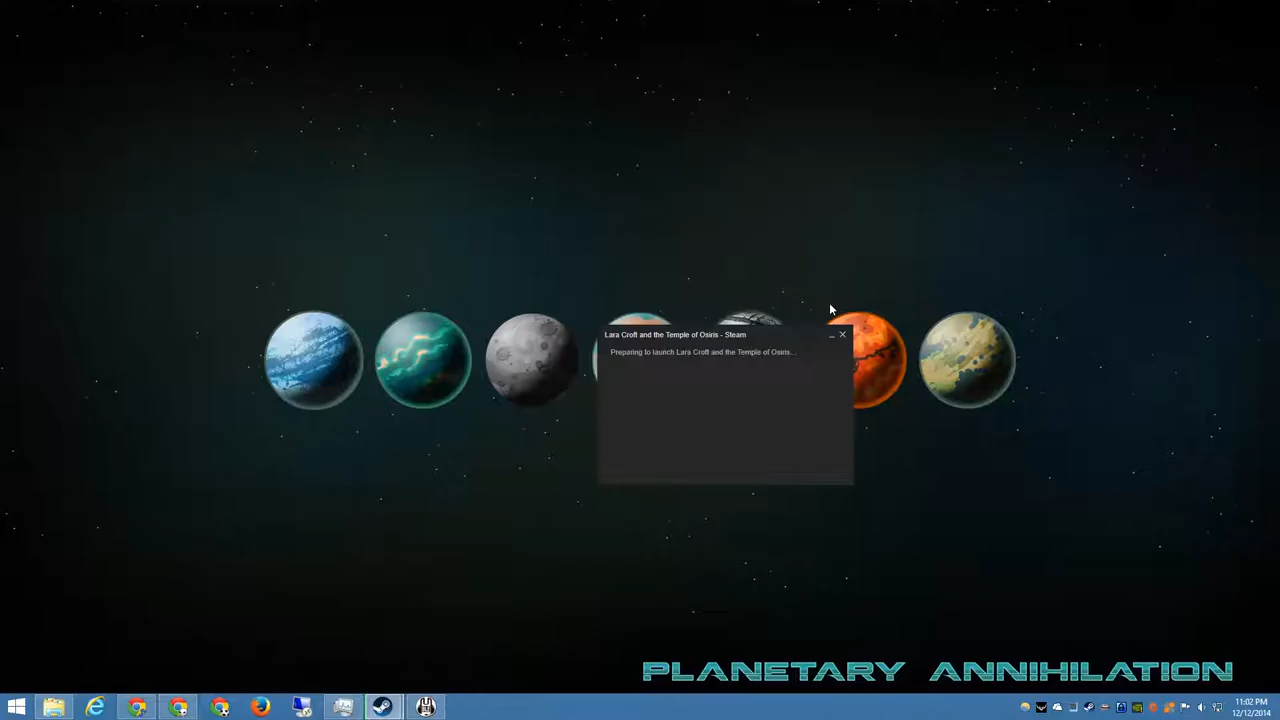 Lara Croft and the Temple of Osiris - Steam
Preparing to launch Lara Croft and the Temple of Osiris...
PLANETARY ANNIHILATION
11:02 PM
12/12/2014